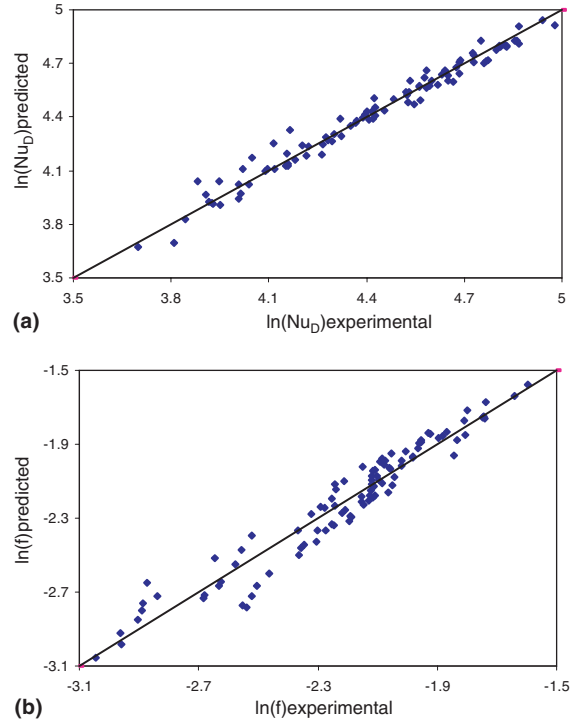 5
4.7
4.4
4.1
3.8
3.5
ln(NuD)predicted
3.5 3.8 4.1 4.4 4.7 5
(a) ln(NuD)experimental
-1.5
-1.9
-2.3
-2.7
-3.1
ln(f)predicted
-3.1 -2.7 -2.3 -1.9 -1.5
(b) ln(f)experimental